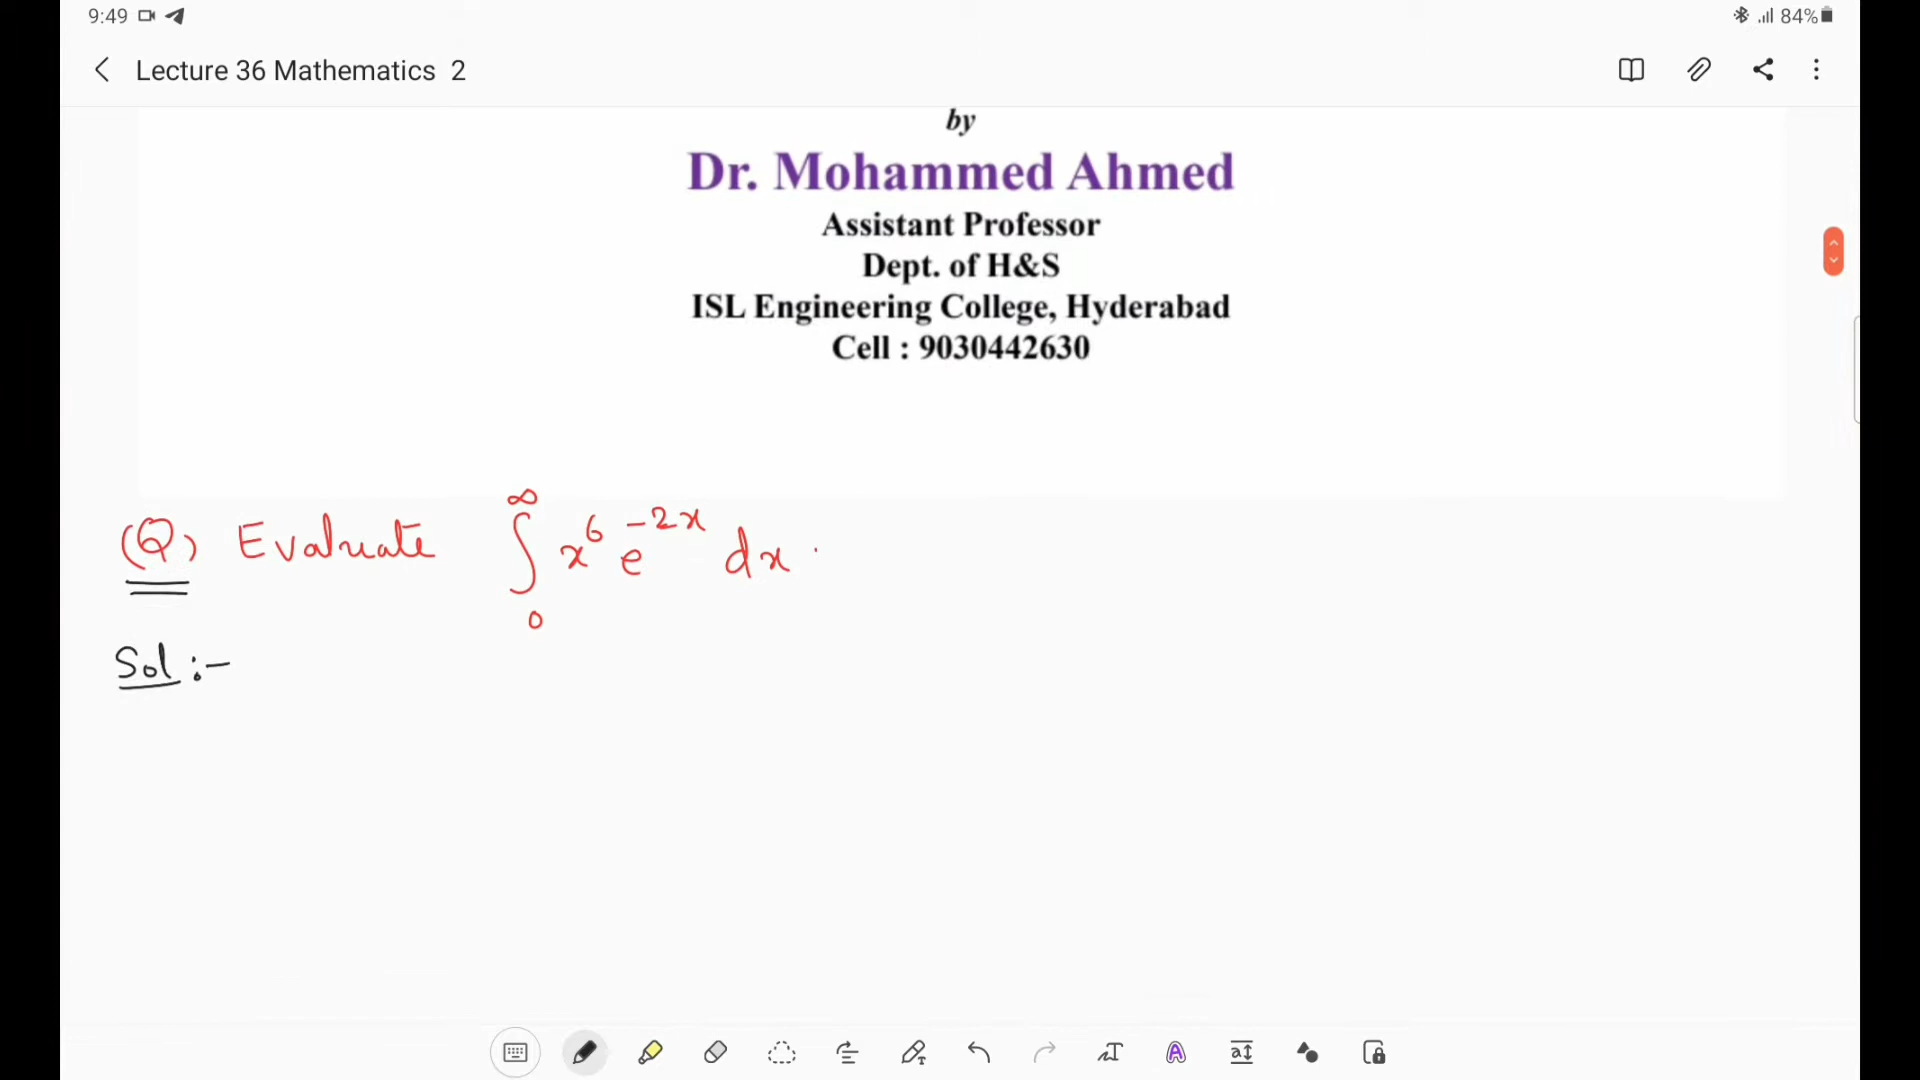 9:49
84%
Lecture 36 Mathematics 2
by
Dr. Mohammed Ahmed
Assistant Professor
Dept. of H&S
ISL Engineering College, Hyderabad
Cell : 9030442630
(Q) Evaluate ∫₀^∞ x⁶ e^(-2x) dx .
Sol :-